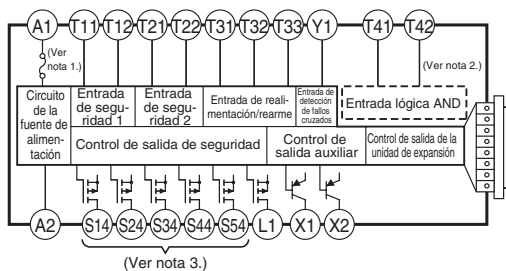 A1 T11 T12 T21 T22 T31 T32 T33 Y1 T41 T42
(Ver
nota 1.)
(Ver nota 2.)
Circuito
de la
fuente de
alimen-
tación
Entrada
de segu-
ridad 1
Entrada
de segu-
ridad 2
Entrada de reali-
mentación/rearme
Entrada de
detección
de fallos
cruzados
Entrada lógica AND
Control de salida de seguridad
Control de
salida auxiliar
Control de salida de la
unidad de expansión
A2 S14 S24 S34 S44 S54 L1 X1 X2
(Ver nota 3.)